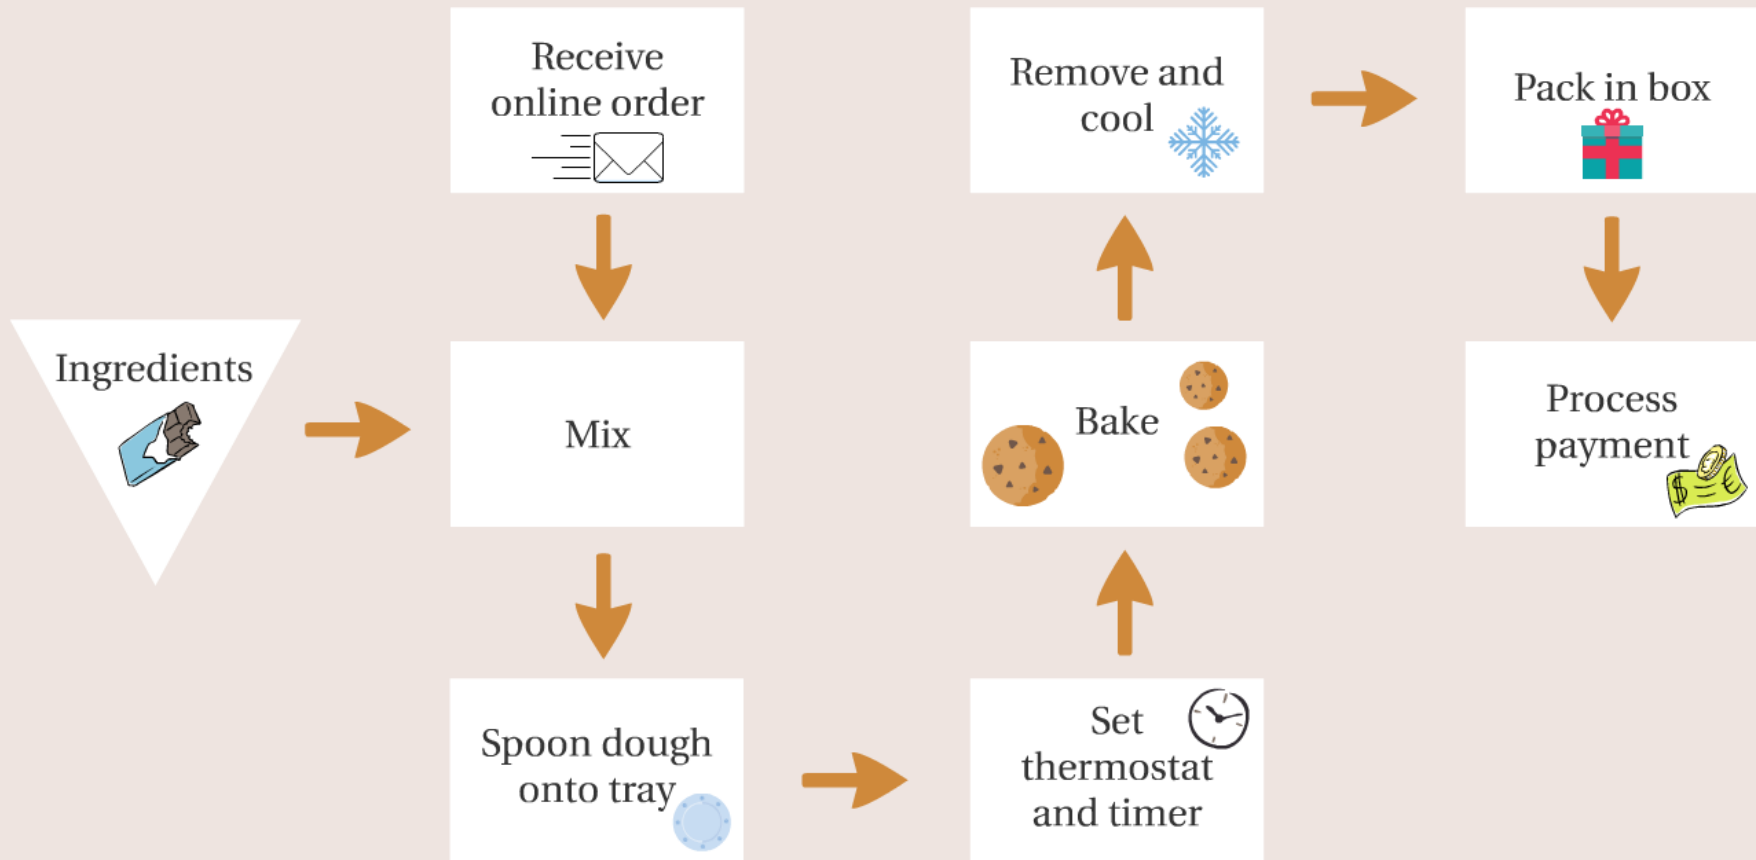 Receive
online order
Remove and
cool
Pack in box
Ingredients
Mix
Bake
Process
payment
$ = €
Spoon dough
onto tray
Set
thermostat
and timer